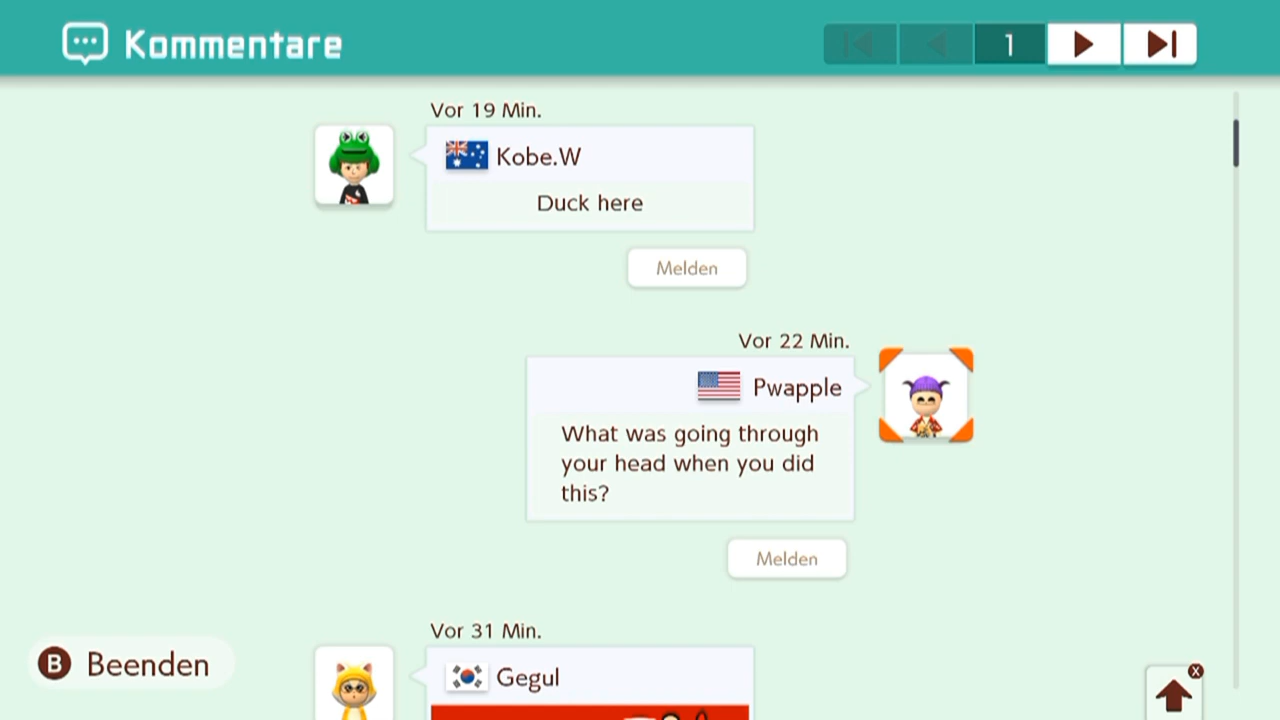 Kommentare
1
Vor 19 Min.
Kobe.W
Duck here
Melden
Vor 22 Min.
Pwapple
What was going through
your head when you did
this?
Melden
Vor 31 Min.
Gegul
B Beenden
X